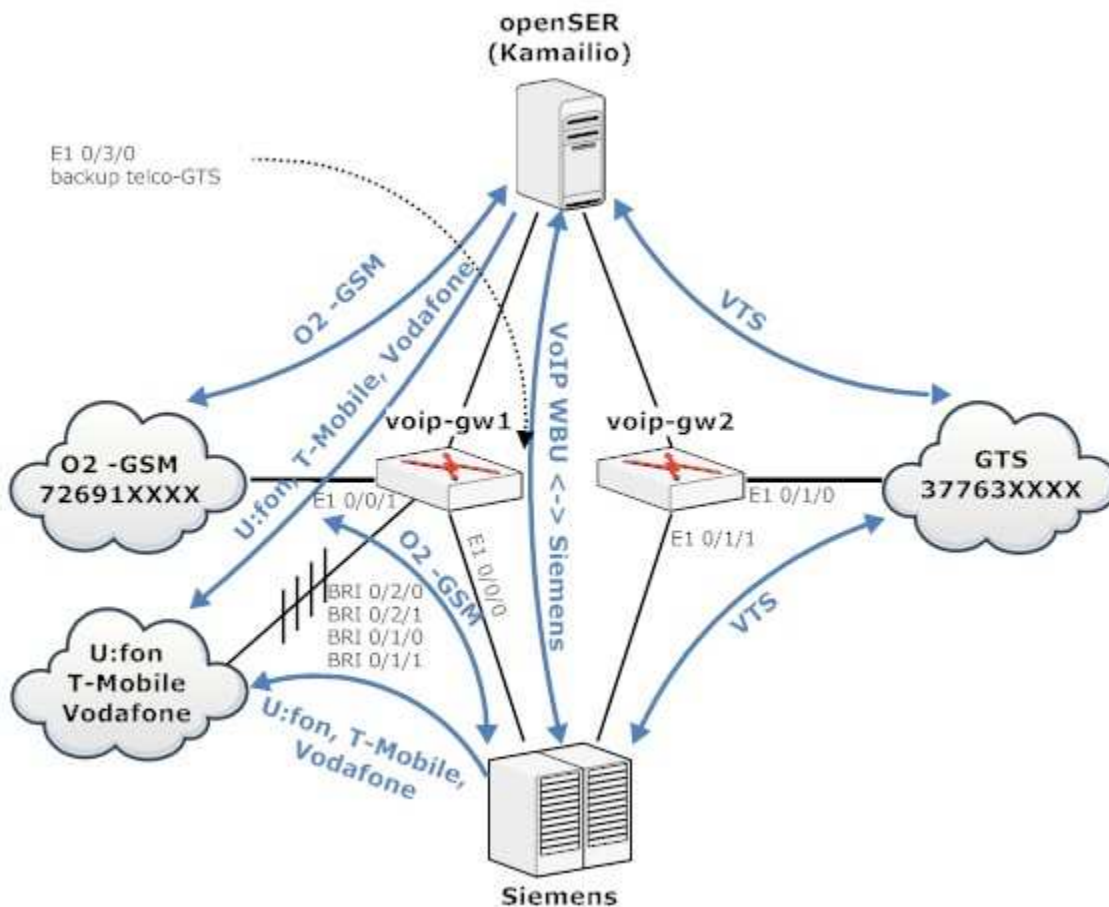 openSER
(Kamailio)
E1 0/3/0
backup telco-GTS
O2 -GSM
U:fon, T-Mobile, Vodafone
VoIP WBU <-> Siemens
VTS
voip-gw1
voip-gw2
O2 -GSM
72691XXXX
E1 0/0/1
E1 0/1/0
GTS
37763XXXX
O2 -GSM
E1 0/0/0
E1 0/1/1
BRI 0/2/0
BRI 0/2/1
BRI 0/1/0
BRI 0/1/1
VTS
U:fon
T-Mobile
Vodafone
U:fon, T-Mobile,
Vodafone
Siemens